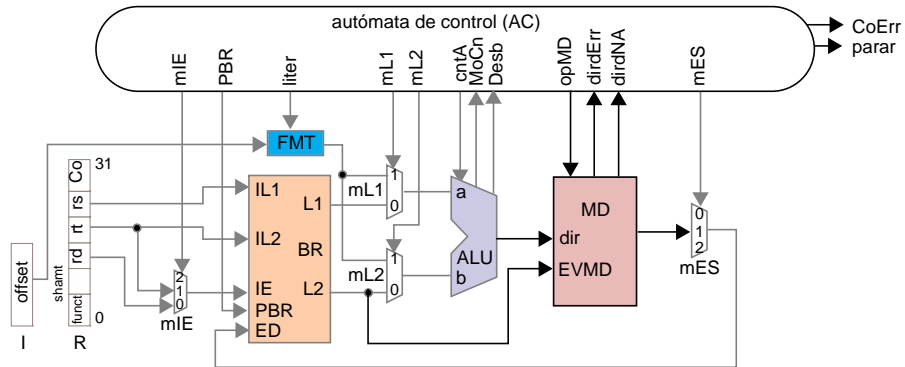 autómata de control (AC)
CoErr
parar
mIE
PBR
liter
mL1
mL2
cntA
MoCn
Desb
opMD
dirdErr
dirdNA
mES
FMT
31
Co
rs
rt
rd
shamt
funct
0
offset
I
R
2
1
0
mIE
IL1
IL2
IE
PBR
ED
BR
L1
L2
mL1
1
0
mL2
1
0
a
ALU
b
MD
dir
EVMD
0
1
2
mES